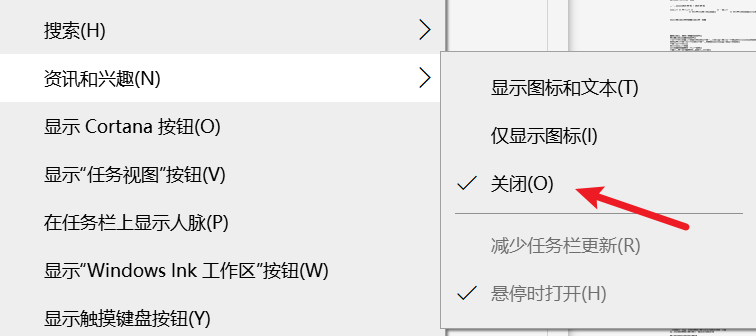 搜索(H)
资讯和兴趣(N)
显示 Cortana 按钮(O)
显示“任务视图”按钮(V)
在任务栏上显示人脉(P)
显示“Windows Ink 工作区”按钮(W)
显示触摸键盘按钮(Y)
显示图标和文本(T)
仅显示图标(I)
关闭(O)
减少任务栏更新(R)
悬停时打开(H)